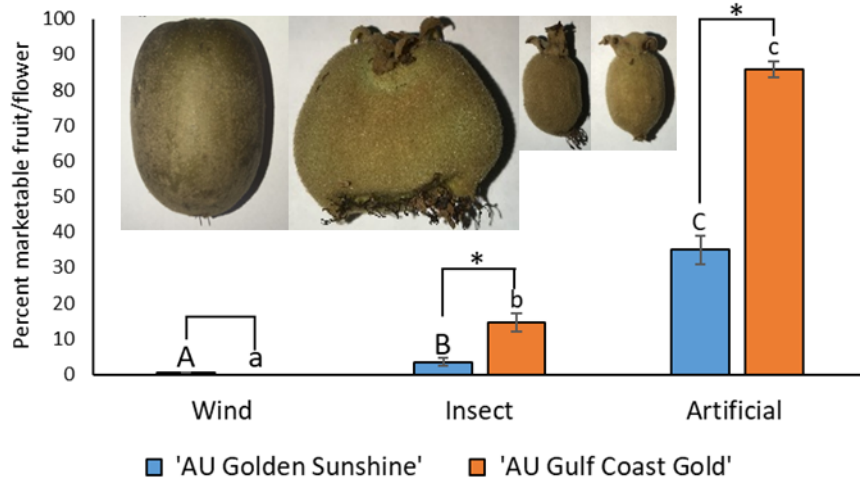 Percent marketable fruit/flower
100
90
80
70
60
50
40
30
20
10
0
A
a
B
*
b
C
*
c
Wind
Insect
Artificial
'AU Golden Sunshine'
'AU Gulf Coast Gold'